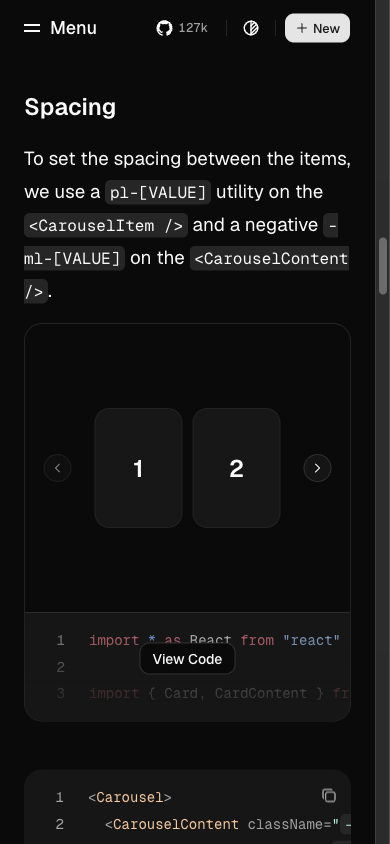 Menu 127k + New
Spacing
To set the spacing between the items,
we use a pl-[VALUE] utility on the
<CarouselItem /> and a negative -
ml-[VALUE] on the <CarouselContent
/>.
1 2
1 import * as React from "react"
2
View Code
3 import { Card, CardContent } fr
1 <Carousel>
2 <CarouselContent className="-